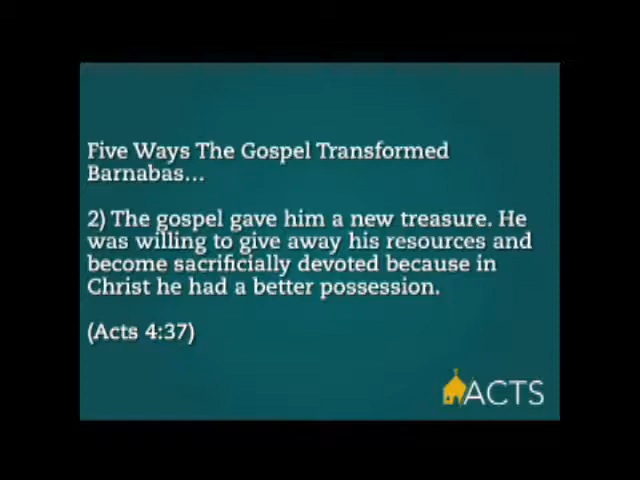 Five Ways The Gospel Transformed
Barnabas...
2) The gospel gave him a new treasure. He
was willing to give away his resources and
become sacrificially devoted because in
Christ he had a better possession.
(Acts 4:37)
ACTS